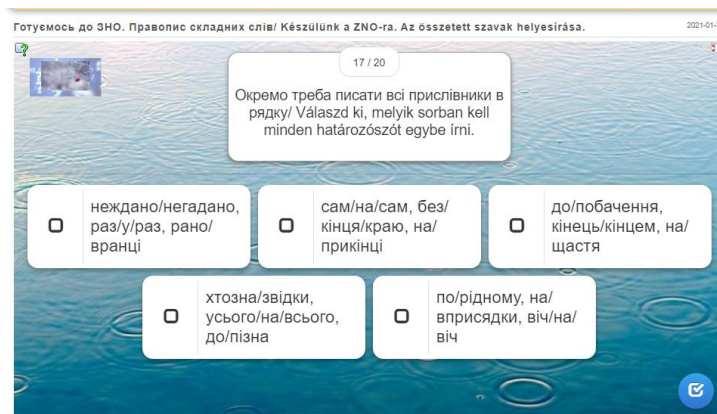 Готуємось до ЗНО. Правопис складних слів/ Készülünk a ZNO-ra. Az összetett szavak helyesírása.
17 / 20
Окремо треба писати всі прислівники в
рядку/ Válaszd ki, melyik sorban kell
minden határozószót egybe írni.
неждано/негадано,
раз/у/раз, рано/
вранці
сам/на/сам, без/
кінця/краю, на/
прикінці
до/побачення,
кінець/кінцем, на/
щастя
хтозна/звідки,
усього/на/всього,
до/пізна
по/рідному, на/
вприсядки, віч/на/
віч